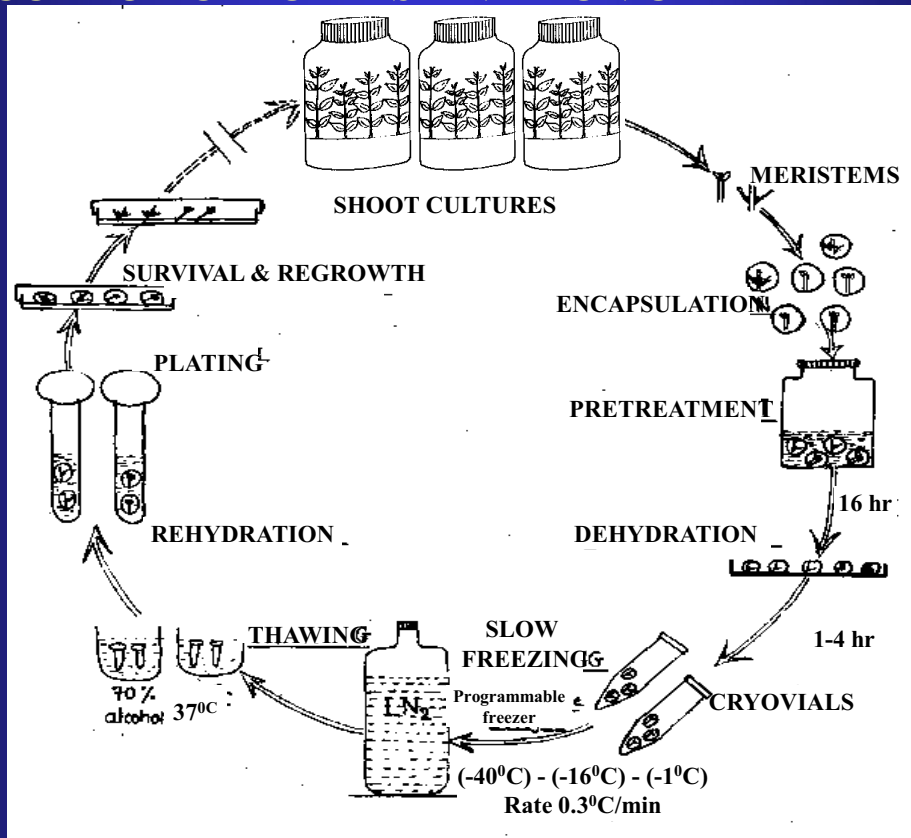 SHOOT CULTURES
MERISTEMS
ENCAPSULATION
PRETREATMENT
16 hr
DEHYDRATION
1-4 hr
CRYOVIALS
SLOW
FREEZING
Programmable
freezer
(-40⁰C) - (-16⁰C) - (-1⁰C)
Rate 0.3⁰C/min
LN₂
THAWING
37⁰C
70 %
alcohol
REHYDRATION
PLATING
SURVIVAL & REGROWTH